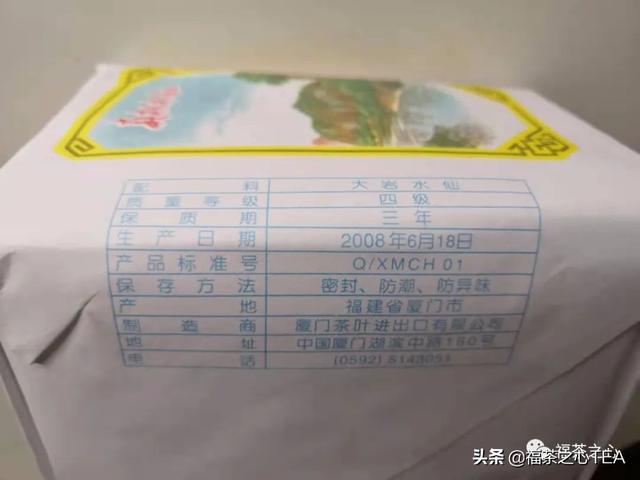 配料 大岩水仙
质量等级 四级
保质期 三年
生产日期 2008年6月18日
产品标准号 Q/XMCH 01
保存方法 密封、防潮、防异味
产地 福建省厦门市
制造商 厦门茶叶进出口有限公司
地址 中国厦门湖滨中路160号
电话 (0592) 5143051
福茶之心
头条 @福茶之心TEA